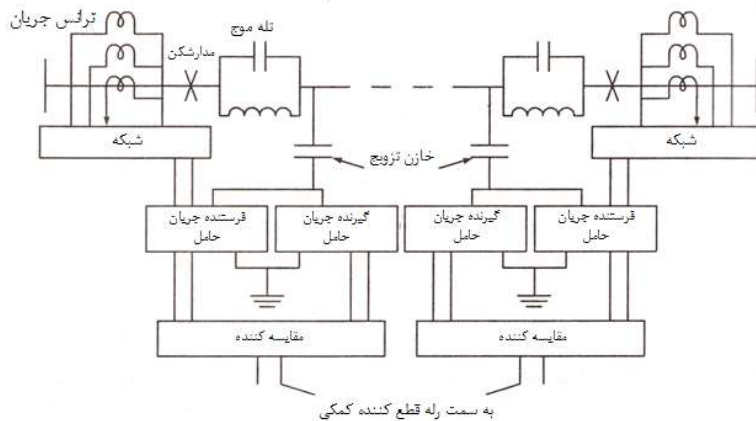 ترانس جریان
تله موج
مدارشکن
شبکه
شبکه
خازن تزویج
قرستنده جریان
حامل
گیرنده جریان
حامل
گیرنده جریان
حامل
قرستنده جریان
حامل
مقایسه کننده
مقایسه کننده
به سمت رله قطع کننده کمکی